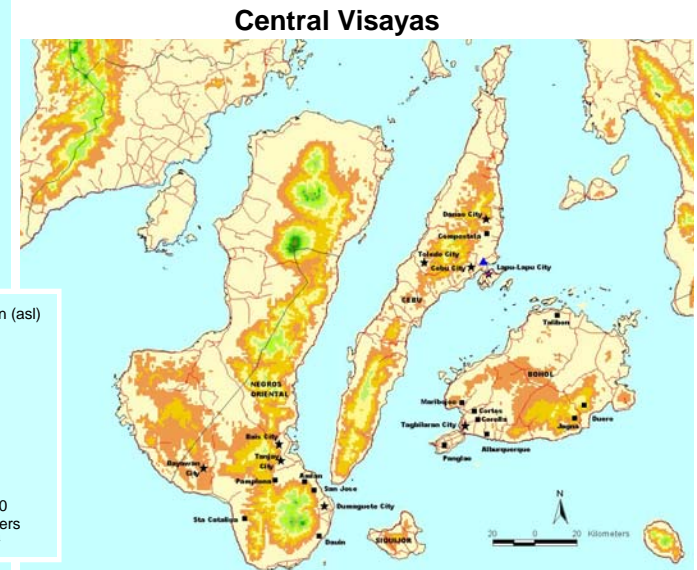 Central Visayas
n (asl)
0
ers
Danao City
Compostela
Toledo City
Cebu City
Lapu-Lapu City
CEBU
Talibon
BOHOL
NEGROS
ORIENTAL
Maribojoc
Cortes
Corella
Tagbilaran City
Duero
Jagna
Alburquerque
Panglao
Bais City
Tanjay
City
Bayawan
City
Pamplona
Amlan
San Jose
Dumaguete City
Sta Catalina
Dauin
SIQUIJOR
N
20 0 20 Kilometers